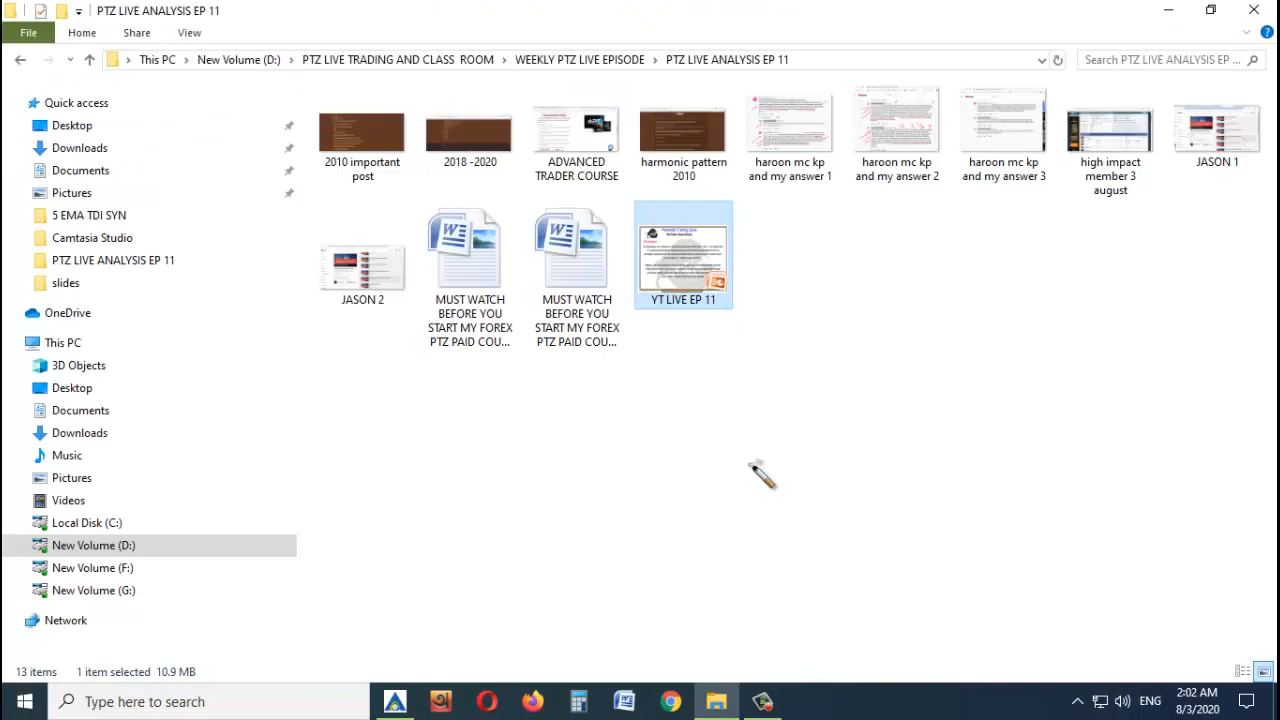 PTZ LIVE ANALYSIS EP 11
File Home Share View
This PC New Volume (D:) PTZ LIVE TRADING AND CLASS ROOM WEEKLY PTZ LIVE EPISODE PTZ LIVE ANALYSIS EP 11
Search PTZ LIVE ANALYSIS EP ...
Quick access
Desktop
Downloads
Documents
Pictures
5 EMA TDI SYN
Camtasia Studio
PTZ LIVE ANALYSIS EP 11
slides
OneDrive
This PC
3D Objects
Desktop
Documents
Downloads
Music
Pictures
Videos
Local Disk (C:)
New Volume (D:)
New Volume (F:)
New Volume (G:)
Network
2010 important
post
2018 -2020
ADVANCED
TRADER COURSE
harmonic pattern
2010
haroon mc kp
and my answer 1
haroon mc kp
and my answer 2
haroon mc kp
and my answer 3
high impact
member 3
august
JASON 1
JASON 2
MUST WATCH
BEFORE YOU
START MY FOREX
PTZ PAID COU...
MUST WATCH
BEFORE YOU
START MY FOREX
PTZ PAID COU...
YT LIVE EP 11
13 items 1 item selected 10.9 MB
Type here to search
ENG
2:02 AM
8/3/2020